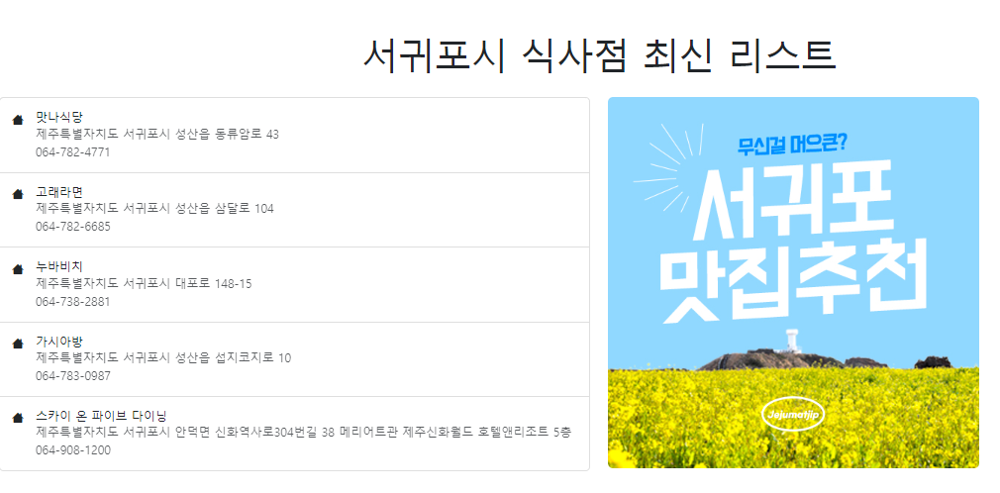 서귀포시 식사점 최신 리스트
맛나식당
제주특별자치도 서귀포시 성산읍 동류암로 43
064-782-4771
고래라면
제주특별자치도 서귀포시 성산읍 삼달로 104
064-782-6685
누바비치
제주특별자치도 서귀포시 대포로 148-15
064-738-2881
가시아방
제주특별자치도 서귀포시 성산읍 섭지코지로 10
064-783-0987
스카이 온 파이브 다이닝
제주특별자치도 서귀포시 안덕면 신화역사로304번길 38 메리어트관 제주신화월드 호텔앤리조트 5층
064-908-1200
무신걸 머으큰?
서귀포
맛집추천
Jejumatjip